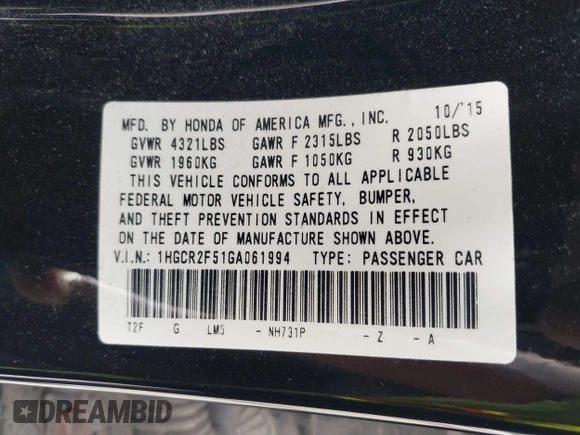 MFD. BY HONDA OF AMERICA MFG., INC. 10/'15
GVWR 4321LBS GAWR F 2315LBS R 2050LBS
GVWR 1960KG GAWR F 1050KG R 930KG
THIS VEHICLE CONFORMS TO ALL APPLICABLE
FEDERAL MOTOR VEHICLE SAFETY, BUMPER,
AND THEFT PREVENTION STANDARDS IN EFFECT
ON THE DATE OF MANUFACTURE SHOWN ABOVE.
V.I.N.: 1HGCR2F51GA061994 TYPE: PASSENGER CAR
T2F G LM5 - NH731P - Z - A
DREAMBID